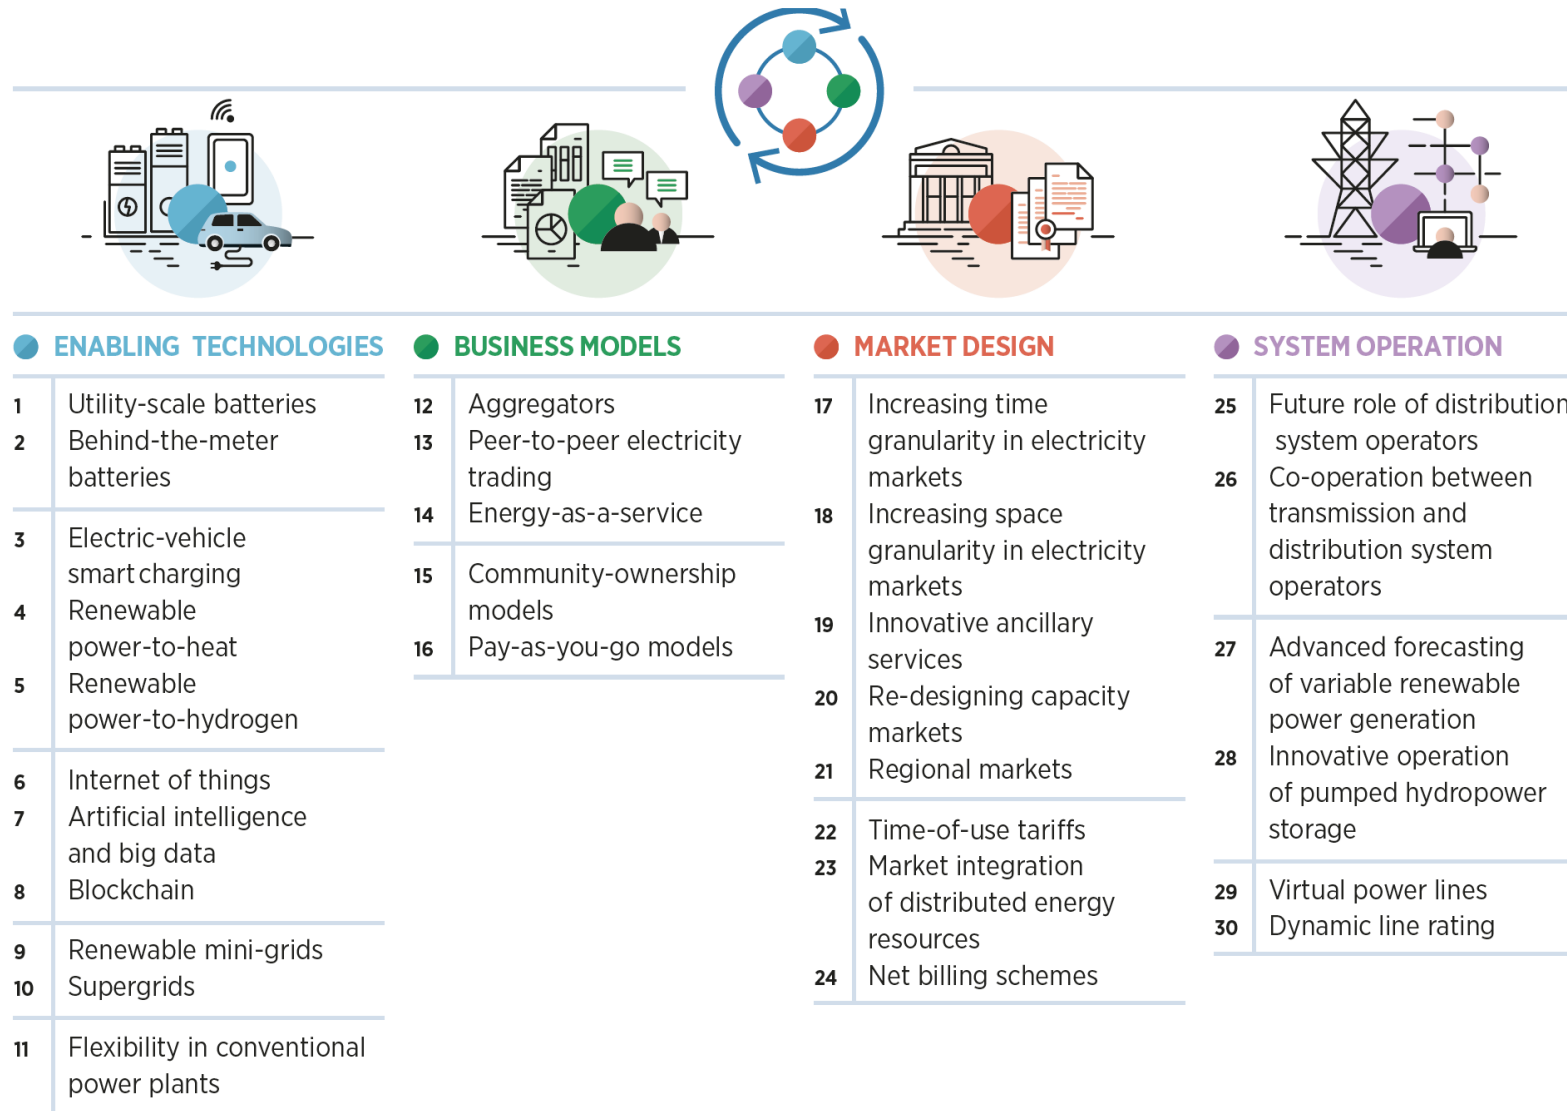 ENABLING TECHNOLOGIES
1 Utility-scale batteries
2 Behind-the-meter
batteries
3 Electric-vehicle
smart charging
4 Renewable
power-to-heat
5 Renewable
power-to-hydrogen
6 Internet of things
7 Artificial intelligence
and big data
8 Blockchain
9 Renewable mini-grids
10 Supergrids
11 Flexibility in conventional
power plants
BUSINESS MODELS
12 Aggregators
13 Peer-to-peer electricity
trading
14 Energy-as-a-service
15 Community-ownership
models
16 Pay-as-you-go models
MARKET DESIGN
17 Increasing time
granularity in electricity
markets
18 Increasing space
granularity in electricity
markets
19 Innovative ancillary
services
20 Re-designing capacity
markets
21 Regional markets
22 Time-of-use tariffs
23 Market integration
of distributed energy
resources
24 Net billing schemes
SYSTEM OPERATION
25 Future role of distribution
system operators
26 Co-operation between
transmission and
distribution system
operators
27 Advanced forecasting
of variable renewable
power generation
28 Innovative operation
of pumped hydropower
storage
29 Virtual power lines
30 Dynamic line rating